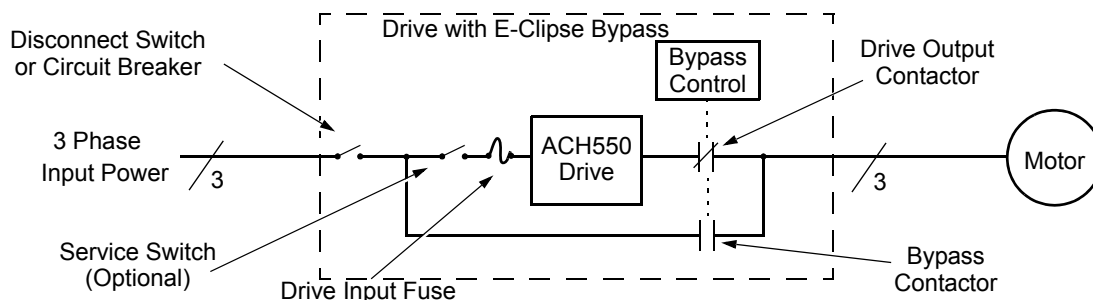 Drive with E-Clipse Bypass
Disconnect Switch
or Circuit Breaker
Bypass
Control
Drive Output
Contactor
3 Phase
Input Power
3
ACH550
Drive
3
Motor
Service Switch
(Optional)
Drive Input Fuse
Bypass
Contactor